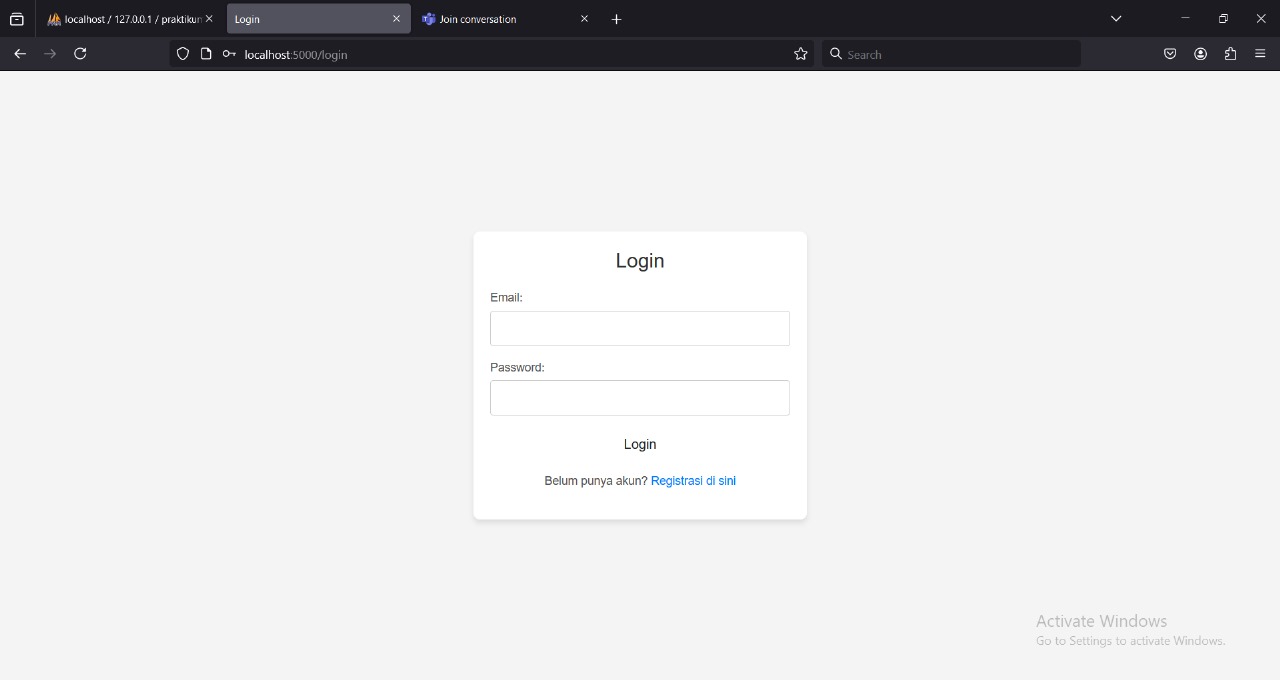 localhost / 127.0.0.1 / praktikun
Login
Join conversation
localhost:5000/login
Search
Login
Email:
Password:
Login
Belum punya akun? Registrasi di sini
Activate Windows
Go to Settings to activate Windows.